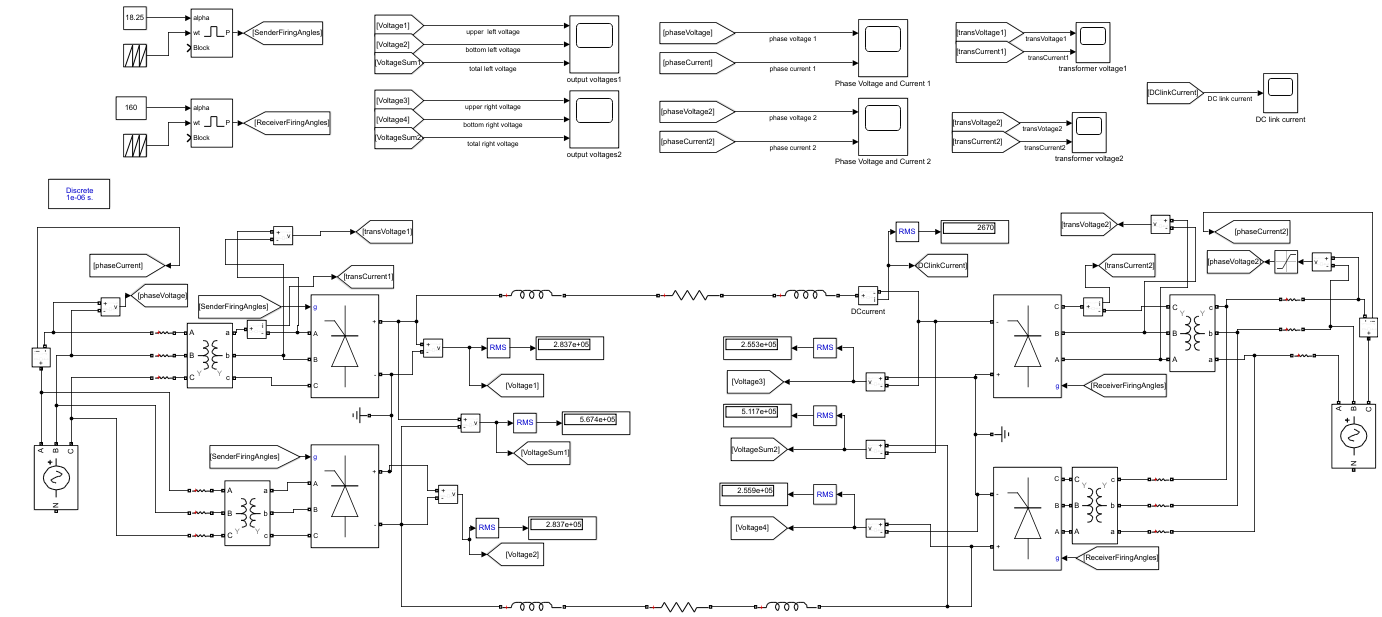 18.25
alpha
wt
Block
P
[SenderFiringAngles]
160
alpha
wt
Block
P
[ReceiverFiringAngles]
[Voltage1]
upper left voltage
[Voltage2]
bottom left voltage
[VoltageSum1]
total left voltage
output voltages1
[Voltage3]
upper right voltage
[Voltage4]
bottom right voltage
[VoltageSum2]
total right voltage
output voltages2
[phaseVoltage]
phase voltage 1
[phaseCurrent]
phase current 1
Phase Voltage and Current 1
[phaseVoltage2]
phase voltage 2
[phaseCurrent2]
phase current 2
Phase Voltage and Current 2
[transVoltage1]
transVoltage1
[transCurrent1]
transCurrent1
transformer voltage1
[transVoltage2]
transVotage2
[transCurrent2]
transCurrent2
transformer voltage2
[DClinkCurrent]
DC link current
DC link current
Discrete
1e-06 s.
[phaseCurrent]
[phaseVoltage]
[transVoltage1]
[transCurrent1]
[SenderFiringAngles]
+ - v
+ - v
+ i -
A B C
a b c
Y Y
g
A
B
C
+
-
+ - v
RMS
2.837e+05
[Voltage1]
+ - v
RMS
5.674e+05
[VoltageSum1]
[SenderFiringAngles]
A B C
N
A B C
a b c
Y Y
g
A
B
C
+
-
+ - v
RMS
2.837e+05
[Voltage2]
RMS
2670
[DClinkCurrent]
+ i -
DCcurrent
2.553e+05
RMS
[Voltage3]
v + -
5.117e+05
RMS
[VoltageSum2]
v + -
2.559e+05
RMS
[Voltage4]
v + -
[transVoltage2]
v + -
[phaseCurrent2]
[phaseVoltage2]
v + -
[transCurrent2]
+ i -
-
+
C
B
A
g
C B A
c b a
Y Y
[ReceiverFiringAngles]
A B C
N
-
+
C
B
A
g
C B A
c b a
Y Y
[ReceiverFiringAngles]